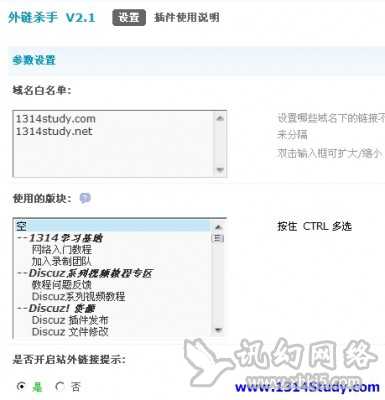 外链杀手 V2.1 设置 插件使用说明
参数设置
域名白名单:
1314study.com
1314study.net
设置哪些域名下的链接不
来分隔
双击输入框可扩大/缩小
使用的版块:
空
--1314学习基地
网络入门教程
加入录制团队
--Discuz系列视频教程专区
教程问题反馈
Discuz系列视频教程
--Discuz! 资源
Discuz 插件发布
Discuz 文件修改
按住 CTRL 多选
是否开启站外链接提示:
是 否
讯幻网络
www.1314Study.com